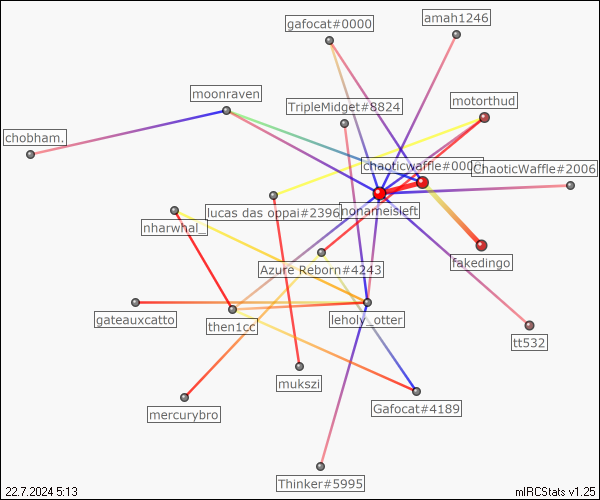 gafocat#0000
amah1246
moonraven
TripleMidget#8824
motorthud
chobham.
chaoticwaffle#000
ChaoticWaffle#2006
lucas das oppai#2396
nonameisleft
nharwhal_
fakedingo
Azure Reborn#4243
gateauxcatto
then1cc
leholy_otter
tt532
mukszi
mercurybro
Gafocat#4189
Thinker#5995
22.7.2024 5:13
mIRCStats v1.25